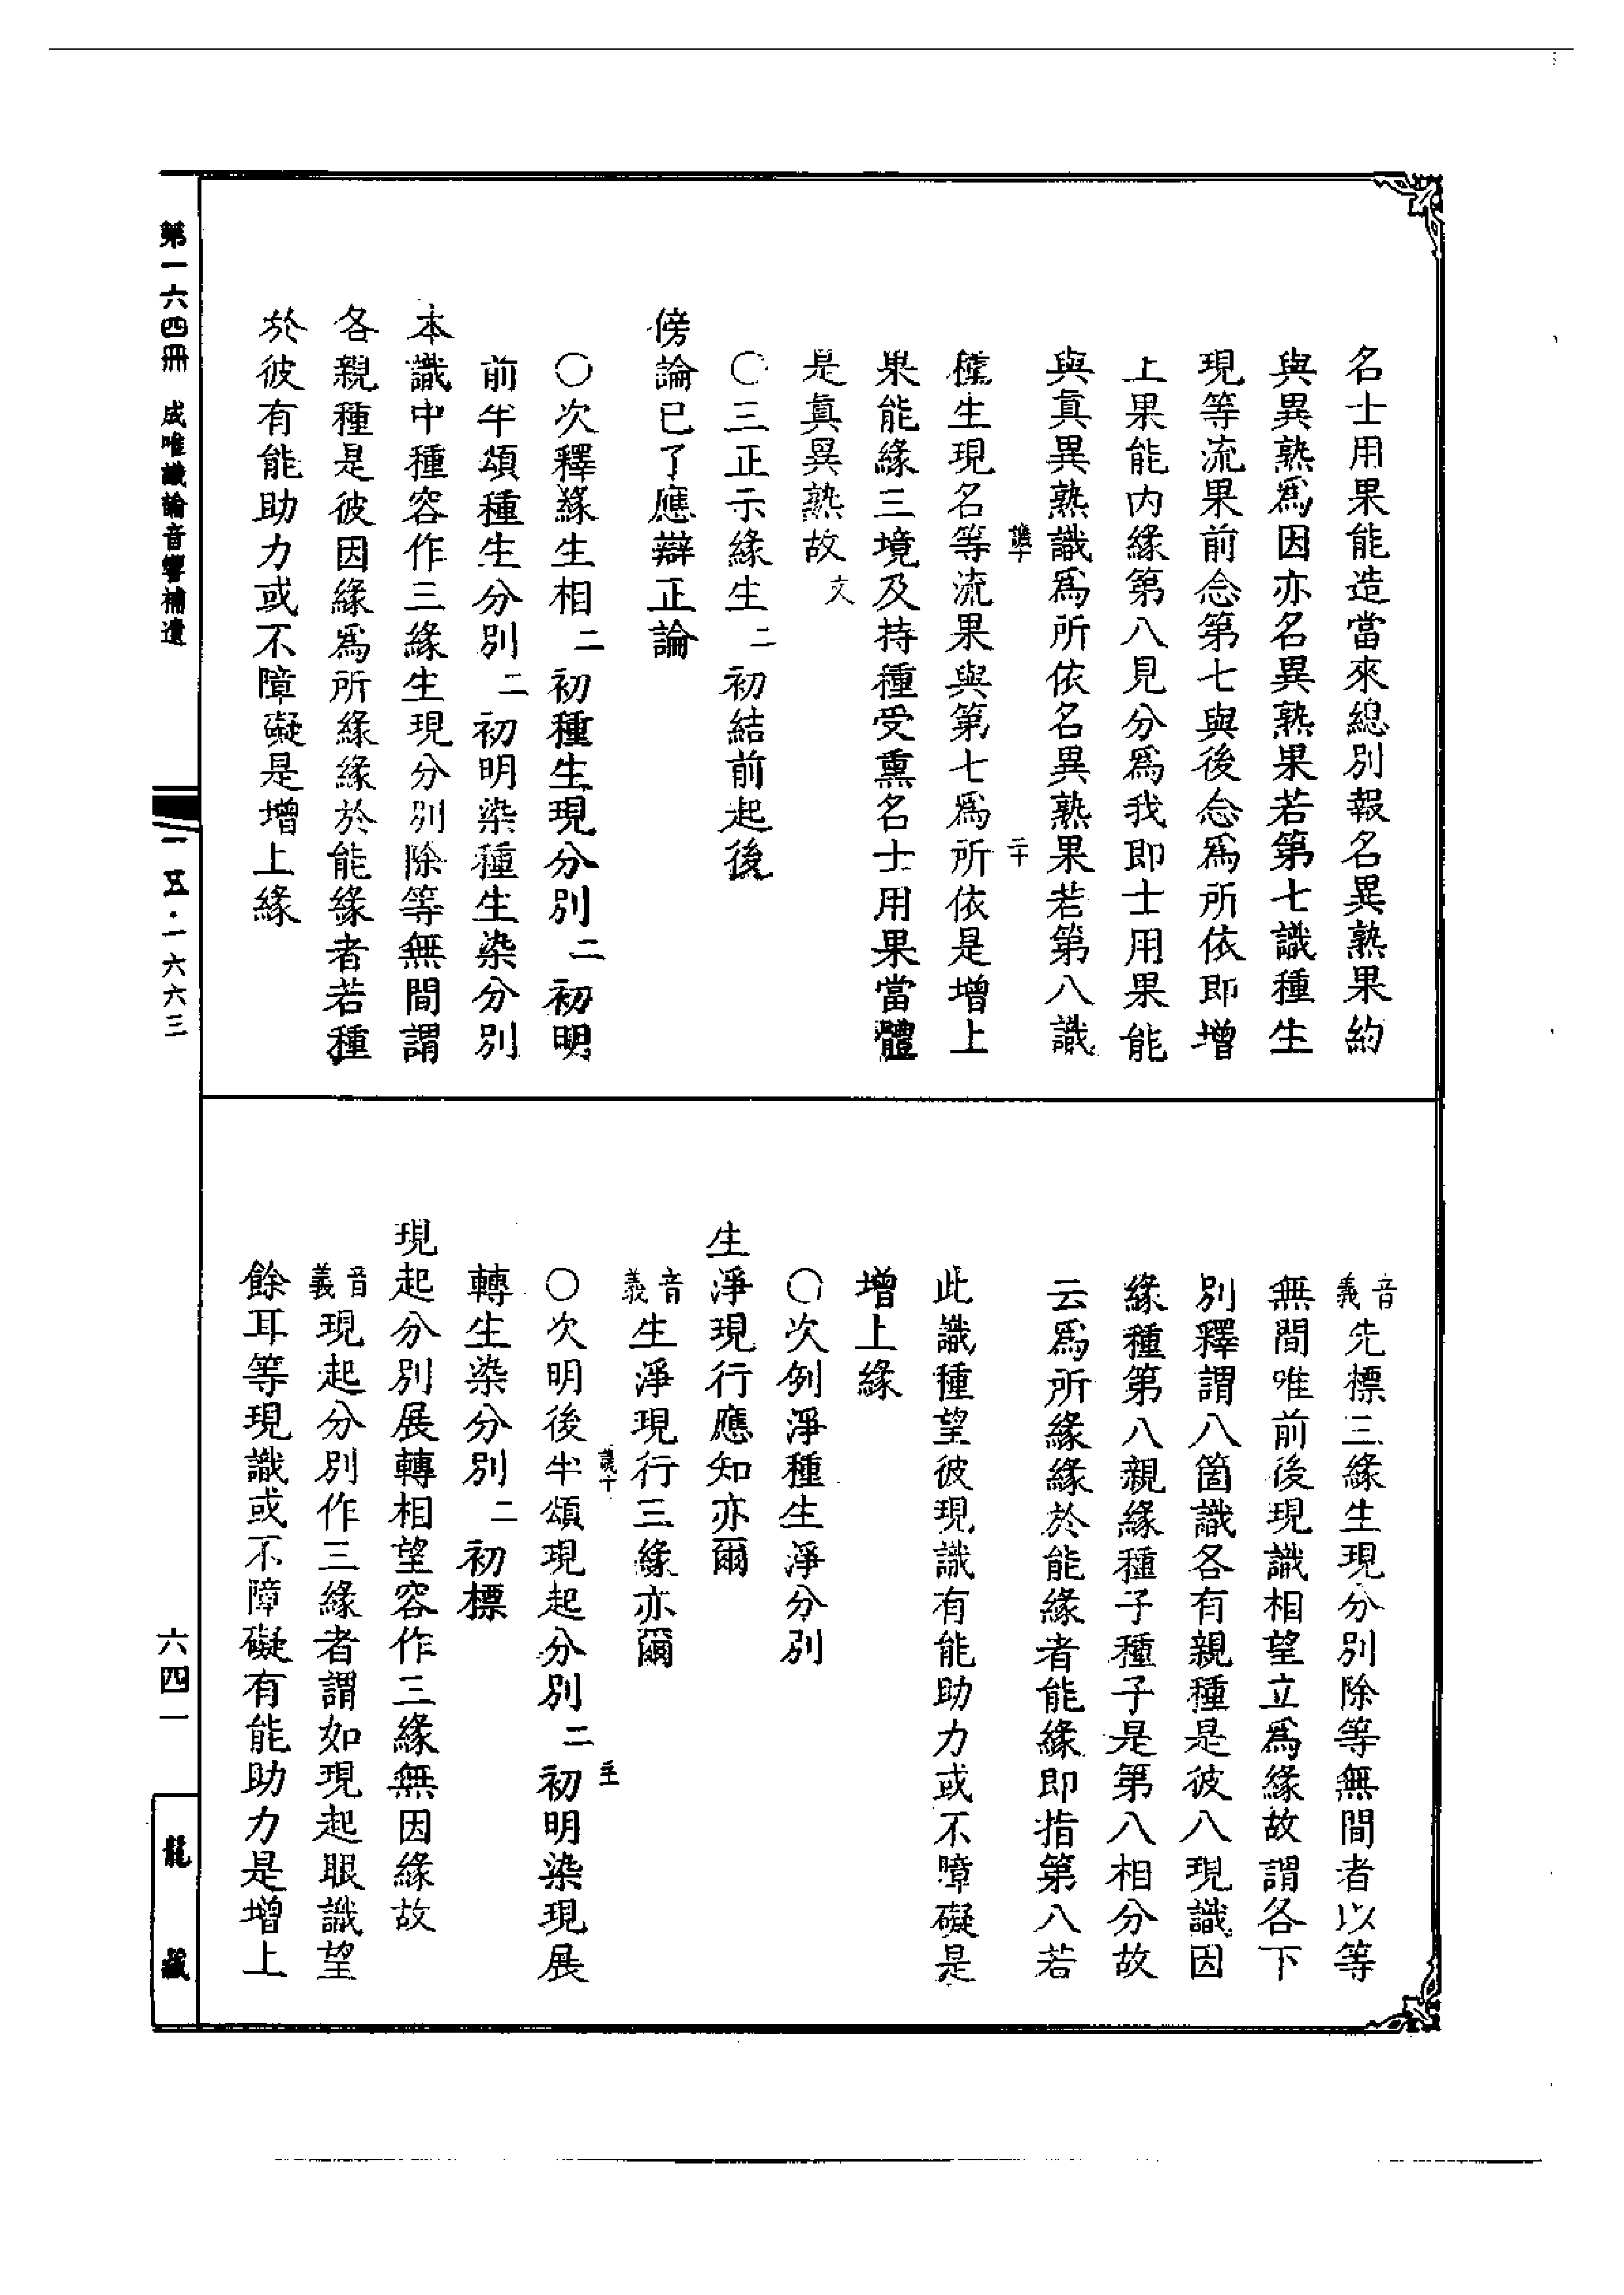 名士用果能造當來總別報名異熟果約
與異熟爲因亦名異熟果若第七識種生
現等流果前念第七與後念爲所依即增
上果能內緣第八見分爲我即士用果能
與真異熟識爲所依名異熟果若第八識
種生現名等流果與第七爲所依是增上
果能緣三境及持種受熏名士用果當體
是眞異熟故文
〇三正示緣生二初結前起後
傍論已了應辯正論
〇次釋緣生相二初種生現分別二初明
前半頌種生分別二初明染種生染分別
本識中種容作三緣生現分別除等無間謂
各親種是彼因緣爲所緣緣於能緣者若種
於彼有能助力或不障礙是增上緣
音義先標三緣生現分別除等無間者以等
無間唯前後現識相望立爲緣故謂各下
別釋謂八箇識各有親種是彼八現識因
緣種第八親緣種子種子是第八相分故
云爲所緣緣於能緣者能緣即指第八若
此識種望彼現識有能助力或不障礙是
增上緣
〇次例淨種生淨分別
生淨現行應知亦爾
音義生淨現行三緣亦爾
〇次明後半頌現起分別二初明染現展
轉生染分別二初標
現起分別展轉相望容作三緣無因緣故
音義現起分別作三緣者謂如現起眼識望
餘耳等現識或不障礙有能助力是增上
第一六四冊 成唯識論音響補遺
一五·一六六三
六四一
龍藏